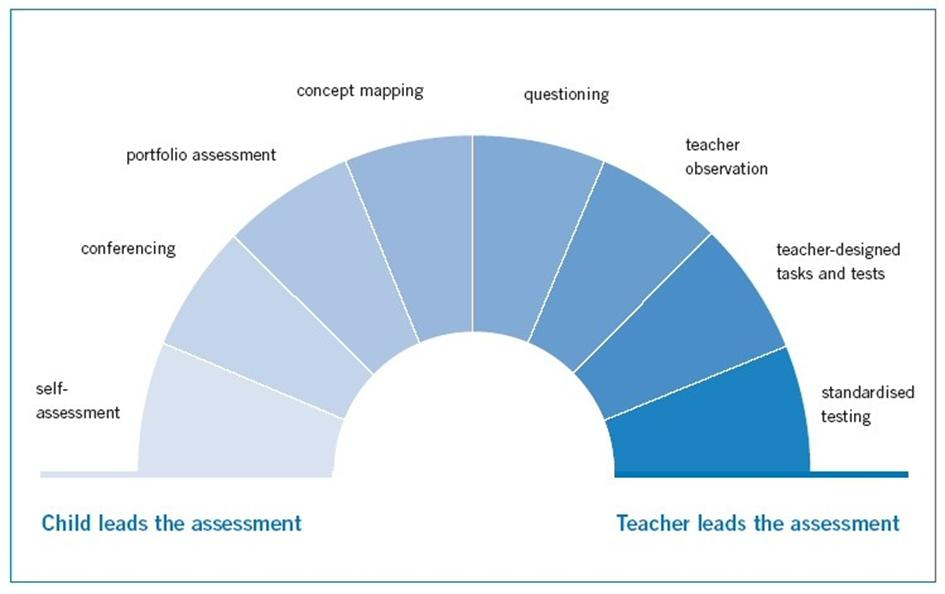 concept mapping
questioning
portfolio assessment
teacher
observation
conferencing
teacher-designed
tasks and tests
self-
assessment
standardised
testing
Child leads the assessment
Teacher leads the assessment